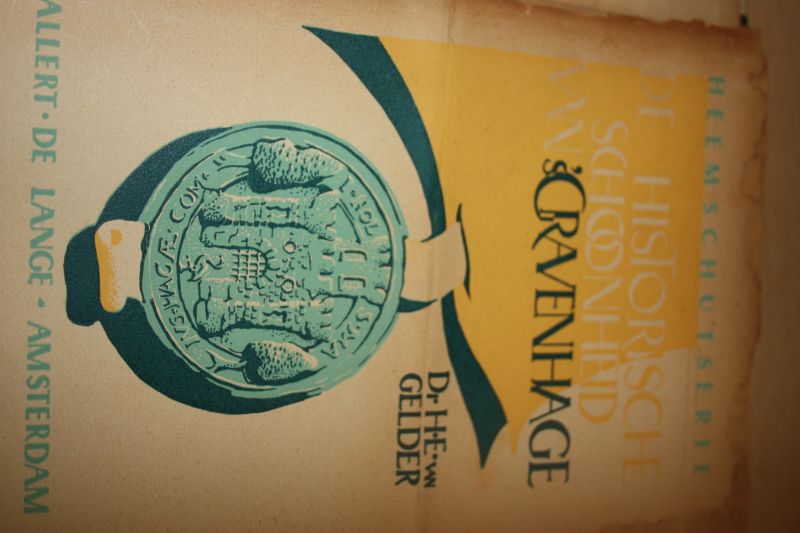 HEEMSCHUTSERIE
DE HISTORISCHE
SCHOONHEID
VAN
'S GRAVENHAGE
Dr H·E·VAN
GELDER
ALLERT·DE LANGE·AMSTERDAM